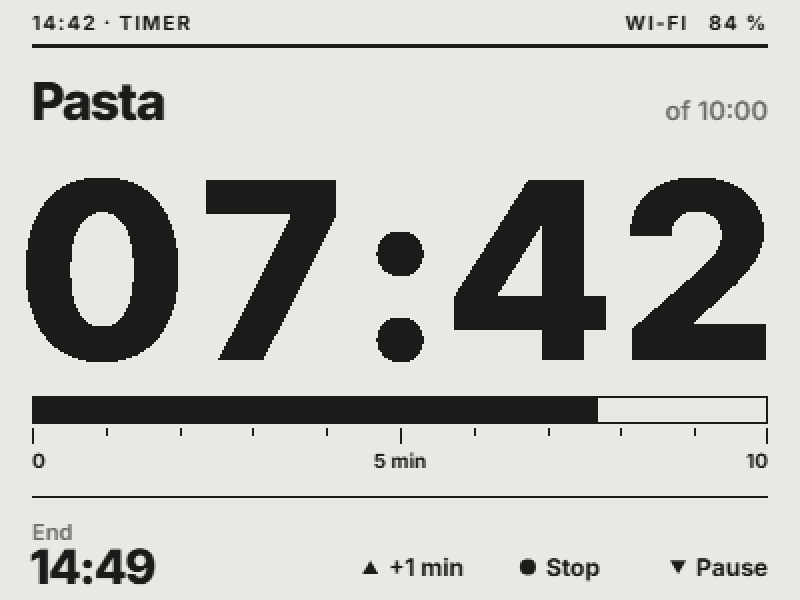 14:42 · TIMER WI-FI 84 %
Pasta of 10:00
07:42
0 5 min 10
End
14:49 ▲ +1 min ● Stop ▼ Pause